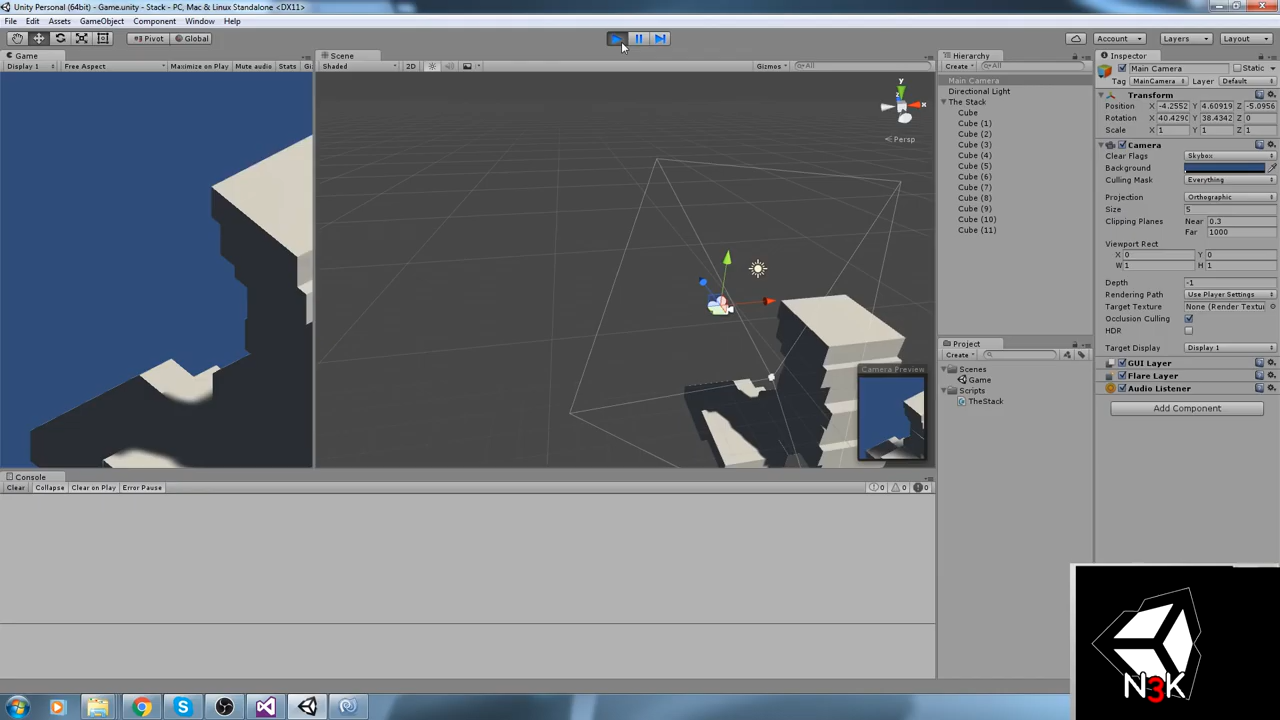 Unity Personal (64bit) - Game.unity - Stack - PC, Mac & Linux Standalone <DX11>
File Edit Assets GameObject Component Window Help
Pivot Global Account Layers Layout
Game
Display 1 Free Aspect Maximize on Play Mute audio Stats Gi
Scene
Shaded 2D Gizmos All
y
x
Persp
Camera Preview
Hierarchy
Create All
Main Camera
Directional Light
The Stack
Cube
Cube (1)
Cube (2)
Cube (3)
Cube (4)
Cube (5)
Cube (6)
Cube (7)
Cube (8)
Cube (9)
Cube (10)
Cube (11)
Project
Create
Scenes
Game
Scripts
TheStack
Inspector
Main Camera Static
Tag MainCamera Layer Default
Transform
Position X -4.2552 Y 4.60919 Z -5.0956
Rotation X 40.4290 Y 38.4342 Z 0
Scale X 1 Y 1 Z 1
Camera
Clear Flags Skybox
Background
Culling Mask Everything
Projection Orthographic
Size 5
Clipping Planes Near 0.3
Far 1000
Viewport Rect
X 0 Y 0
W 1 H 1
Depth -1
Rendering Path Use Player Settings
Target Texture None (Render Textur
Occlusion Culling
HDR
Target Display Display 1
GUI Layer
Flare Layer
Audio Listener
Add Component
Console
Clear Collapse Clear on Play Error Pause 0 0 0
N3K